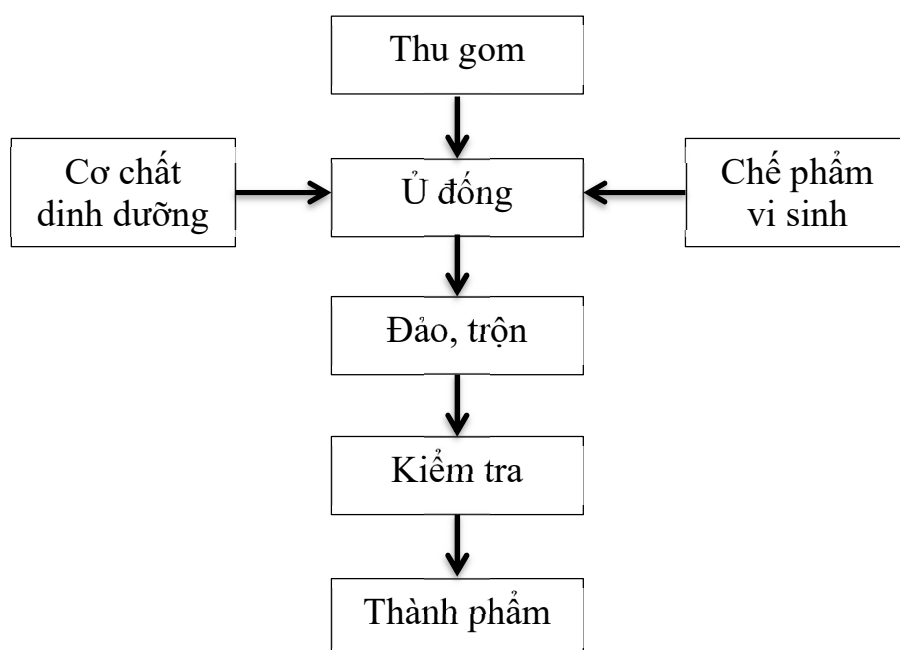 Thu gom
Cơ chất
dinh dưỡng
Ủ đống
Chế phẩm
vi sinh
Đảo, trộn
Kiểm tra
Thành phẩm